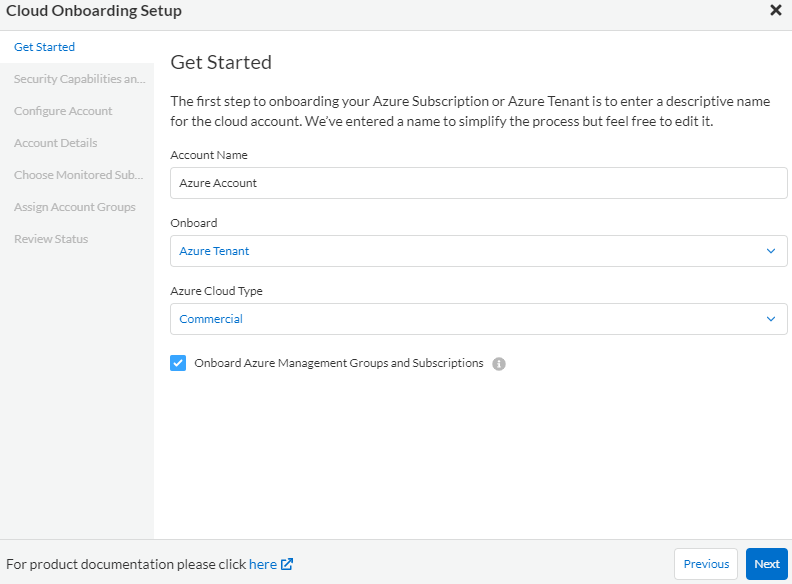 Cloud Onboarding Setup
Get Started
Security Capabilities an...
Configure Account
Account Details
Choose Monitored Sub...
Assign Account Groups
Review Status
Get Started
The first step to onboarding your Azure Subscription or Azure Tenant is to enter a descriptive name
for the cloud account. We've entered a name to simplify the process but feel free to edit it.
Account Name
Azure Account
Onboard
Azure Tenant
Azure Cloud Type
Commercial
Onboard Azure Management Groups and Subscriptions
For product documentation please click here
Previous
Next